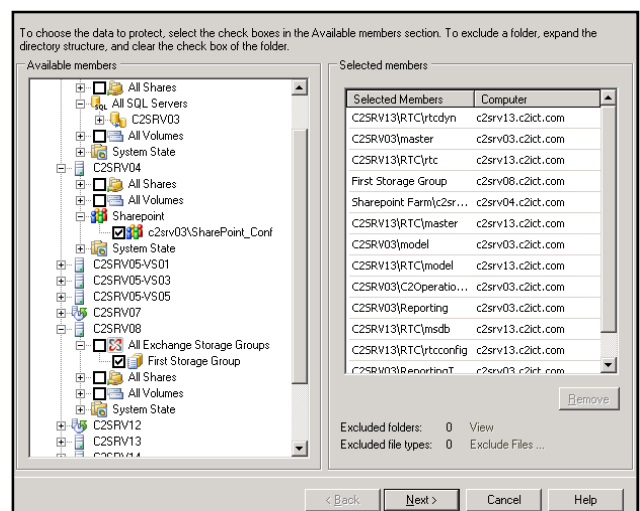 To choose the data to protect, select the check boxes in the Available members section. To exclude a folder, expand the
directory structure, and clear the check box of the folder.
Available members
All Shares
All SQL Servers
C2SRV03
All Volumes
System State
C2SRV04
All Shares
All Volumes
Sharepoint
c2srv03\SharePoint_Conf
System State
C2SRV05-VS01
C2SRV05-VS03
C2SRV05-VS05
C2SRV07
C2SRV08
All Exchange Storage Groups
First Storage Group
All Shares
All Volumes
System State
C2SRV12
C2SRV13
C2SRV14
Selected members
Selected Members Computer
C2SRV13\RTC\rtcdyn c2srv13.c2ict.com
C2SRV03\master c2srv03.c2ict.com
C2SRV13\RTC\rtc c2srv13.c2ict.com
First Storage Group c2srv08.c2ict.com
Sharepoint Farm\c2sr... c2srv04.c2ict.com
C2SRV13\RTC\master c2srv13.c2ict.com
C2SRV03\model c2srv03.c2ict.com
C2SRV13\RTC\model c2srv13.c2ict.com
C2SRV03\C2Operatio... c2srv03.c2ict.com
C2SRV03\Reporting c2srv03.c2ict.com
C2SRV13\RTC\msdb c2srv13.c2ict.com
C2SRV13\RTC\rtcconfig c2srv13.c2ict.com
C2SRV03\ReportingT... c2srv03.c2ict.com
Remove
Excluded folders: 0 View
Excluded file types: 0 Exclude Files ...
< Back Next > Cancel Help